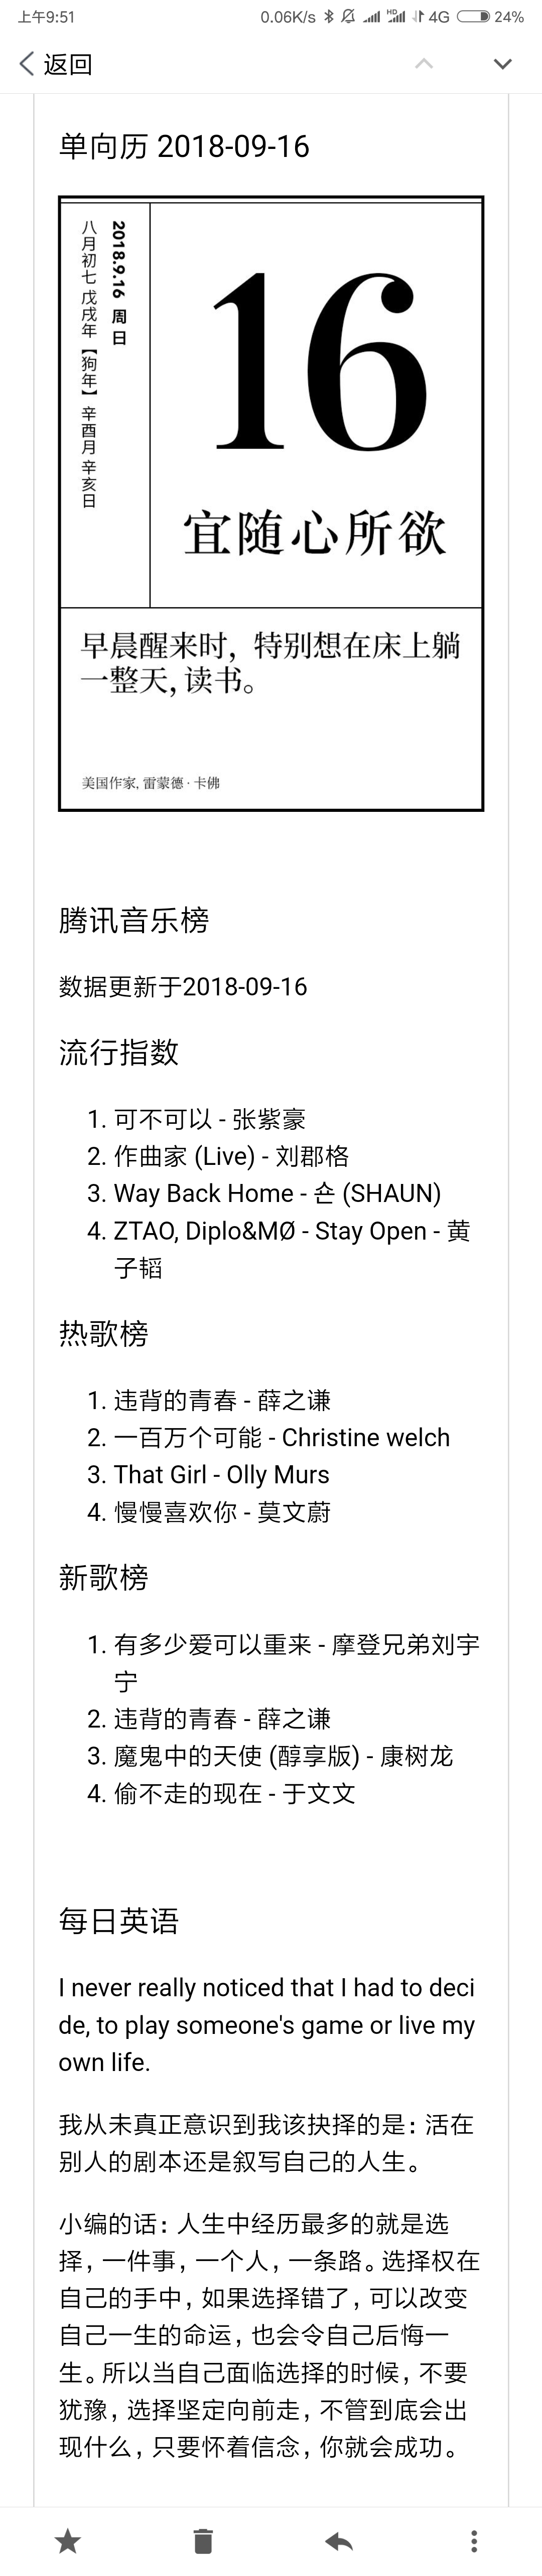 上午9:51
0.06K/s HD 4G 24%
返回
单向历 2018-09-16
2018.9.16 周日
八月初七 戊戌年【狗年】辛酉月 辛亥日
16
宜随心所欲
早晨醒来时，特别想在床上躺
一整天，读书。
美国作家, 雷蒙德 · 卡佛
腾讯音乐榜
数据更新于2018-09-16
流行指数
1. 可不可以 - 张紫豪
2. 作曲家 (Live) - 刘郡格
3. Way Back Home - 숀 (SHAUN)
4. ZTAO, Diplo&MØ - Stay Open - 黄
子韬
热歌榜
1. 违背的青春 - 薛之谦
2. 一百万个可能 - Christine welch
3. That Girl - Olly Murs
4. 慢慢喜欢你 - 莫文蔚
新歌榜
1. 有多少爱可以重来 - 摩登兄弟刘宇
宁
2. 违背的青春 - 薛之谦
3. 魔鬼中的天使 (醇享版) - 康树龙
4. 偷不走的现在 - 于文文
每日英语
I never really noticed that I had to deci
de, to play someone's game or live my
own life.
我从未真正意识到我该抉择的是：活在
别人的剧本还是叙写自己的人生。
小编的话：人生中经历最多的就是选
择，一件事，一个人，一条路。选择权在
自己的手中，如果选择错了，可以改变
自己一生的命运，也会令自己后悔一
生。所以当自己面临选择的时候，不要
犹豫，选择坚定向前走，不管到底会出
现什么，只要怀着信念，你就会成功。